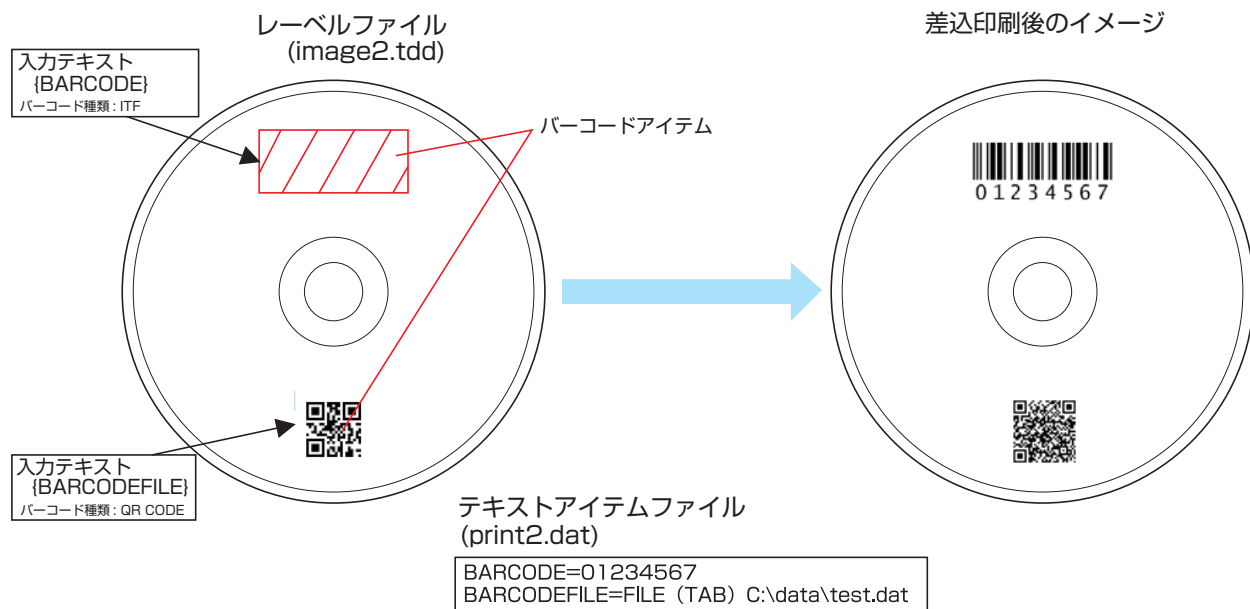 レーベルファイル
(image2.tdd)
差込印刷後のイメージ
入力テキスト
{BARCODE}
バーコード種類 : ITF
バーコードアイテム
01234567
入力テキスト
{BARCODEFILE}
バーコード種類 : QR CODE
テキストアイテムファイル
(print2.dat)
BARCODE=01234567
BARCODEFILE=FILE（TAB）C:\data\test.dat